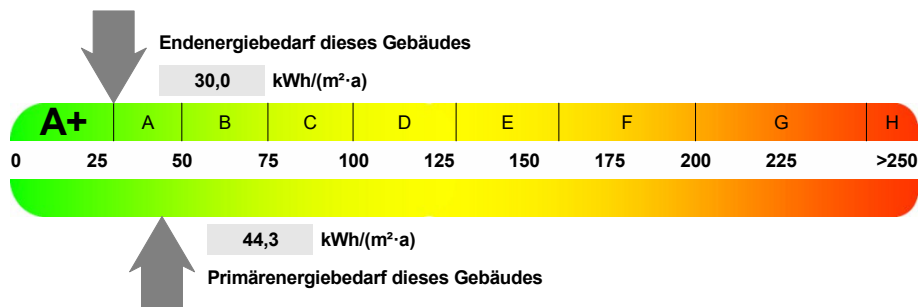 Endenergiebedarf dieses Gebäudes
30,0 kWh/(m²·a)
A+ A B C D E F G H
0 25 50 75 100 125 150 175 200 225 >250
44,3 kWh/(m²·a)
Primärenergiebedarf dieses Gebäudes